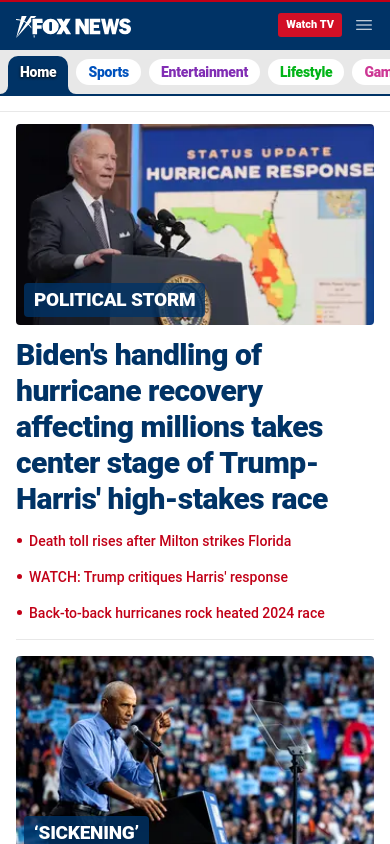 FOX NEWS
Watch TV
Home Sports Entertainment Lifestyle Gam
STATUS UPDATE
HURRICANE RESPONSE
POLITICAL STORM
Biden's handling of
hurricane recovery
affecting millions takes
center stage of Trump-
Harris' high-stakes race
• Death toll rises after Milton strikes Florida
• WATCH: Trump critiques Harris' response
• Back-to-back hurricanes rock heated 2024 race
VO
‘SICKENING’